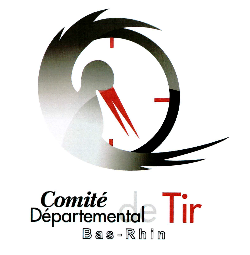 Comité
Départemental de Tir
Bas-Rhin